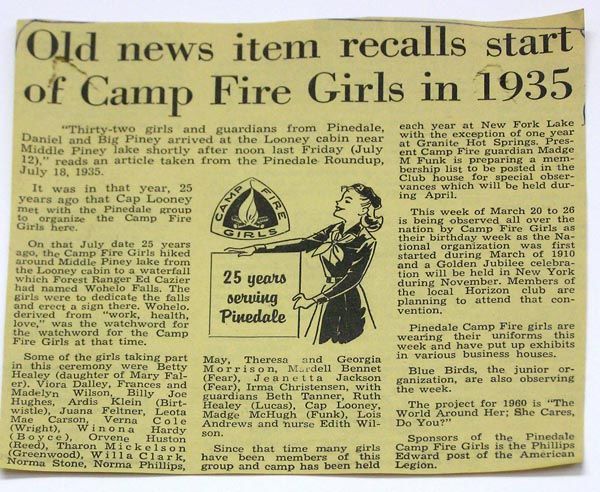 Old news item recalls start
of Camp Fire Girls in 1935
"Thirty-two girls and guardians from Pinedale,
Daniel and Big Piney arrived at the Looney cabin near
Middle Piney lake shortly after noon last Friday (July
12)," reads an article taken from the Pinedale Roundup,
July 18, 1935.
It was in that year, 25
years ago that Cap Looney
met with the Pinedale group
to organize the Camp Fire
Girls here.
On that July date 25 years
ago, the Camp Fire Girls hiked
around Middle Piney lake from
the Looney cabin to a waterfall
which Forest Ranger Ed Cazier
had named Wohelo Falls. The
girls were to dedicate the falls
and erect a sign there. Wohelo,
derived from "work, health,
love," was the watchword for
the watchword for the Camp
Fire Girls at that time.
Some of the girls taking part
in this ceremony were Betty
Healey (daughter of Mary Fal-
er). Viora Dalley, Frances and
Madelyn Wilson, Billy Joe
Hughes, Ardis Klein (Birt-
wistle), Juana Feltner, Leota
Mae Carson, Verna Cole
(Wright), Winona Hardy
(Boyce), Orvene Huston
(Reed), Tharon Mickelson
(Greenwood), Willa Clark,
Norma Stone, Norma Phillips,
CAMP FIRE
GIRLS
25 years
serving
Pinedale
May, Theresa and Georgia
Morrison, Mardell Bennet
(Fear), Jeanetta Jackson
(Fear), Irma Christensen, with
guardians Beth Tanner, Ruth
Healey (Lucas), Cap Looney,
Madge McHugh (Funk), Lois
Andrews and nurse Edith Wil-
son.
Since that time many girls
have been members of this
group and camp has been held
each year at New Fork Lake
with the exception of one year
at Granite Hot Springs. Pres-
ent Camp Fire guardian Madge
M Funk is preparing a mem-
bership list to be posted in the
Club house for special obser-
vances which will be held dur-
ing April.
This week of March 20 to 26
is being observed all over the
nation by Camp Fire Girls as
their birthday week as the Na-
tional organization was first
started during March of 1910
and a Golden Jubilee celebra-
tion will be held in New York
during November. Members of
the local Horizon club are
planning to attend that con-
vention.
Pinedale Camp Fire girls are
wearing their uniforms this
week and have put up exhibits
in various business houses.
Blue Birds, the junior or-
ganization, are also observing
the week.
The project for 1960 is "The
World Around Her; She Cares,
Do You?"
Sponsors of the Pinedale
Camp Fire Girls is the Phillips
Edward post of the American
Legion.